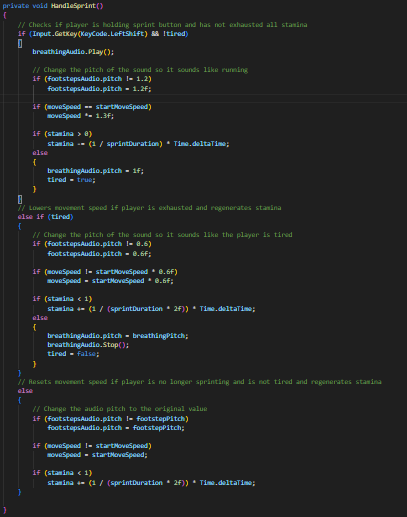 private void HandleSprint()
{
// Checks if player is holding sprint button and has not exhausted all stamina
if (Input.GetKey(KeyCode.LeftShift) && !tired)
{
breathingAudio.Play();
// Change the pitch of the sound so it sounds like running
if (footstepsAudio.pitch != 1.2)
footstepsAudio.pitch = 1.2f;
if (moveSpeed == startMoveSpeed)
moveSpeed *= 1.3f;
if (stamina > 0)
stamina -= (1 / sprintDuration) * Time.deltaTime;
else
{
breathingAudio.pitch = 1f;
tired = true;
}
}
// Lowers movement speed if player is exhausted and regenerates stamina
else if (tired)
{
// Change the pitch of the sound so it sounds like the player is tired
if (footstepsAudio.pitch != 0.6)
footstepsAudio.pitch = 0.6f;
if (moveSpeed != startMoveSpeed * 0.6f)
moveSpeed = startMoveSpeed * 0.6f;
if (stamina < 1)
stamina += (1 / (sprintDuration * 2f)) * Time.deltaTime;
else
{
breathingAudio.pitch = breathingPitch;
breathingAudio.Stop();
tired = false;
}
}
// Resets movement speed if player is no longer sprinting and is not tired and regenerates stamina
else
{
// Change the audio pitch to the original value
if (footstepsAudio.pitch != footstepPitch)
footstepsAudio.pitch = footstepPitch;
if (moveSpeed != startMoveSpeed)
moveSpeed = startMoveSpeed;
if (stamina < 1)
stamina += (1 / (sprintDuration * 2f)) * Time.deltaTime;
}
}